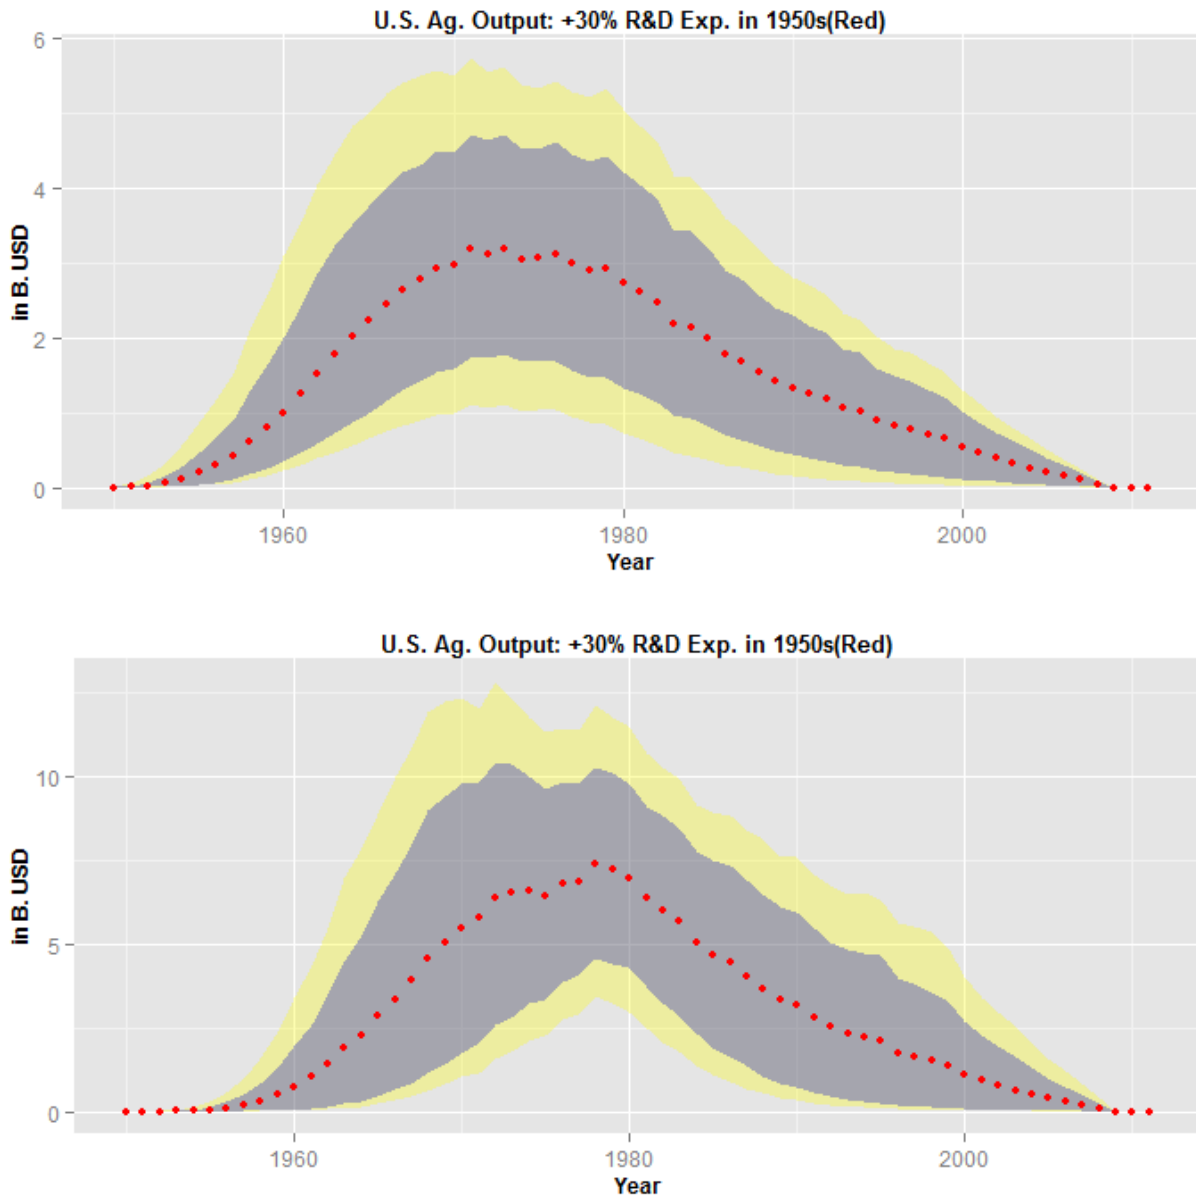 U.S. Ag. Output: +30% R&D Exp. in 1950s(Red)
6
4
2
0
in B. USD
1960 1980 2000
Year
U.S. Ag. Output: +30% R&D Exp. in 1950s(Red)
10
5
0
in B. USD
1960 1980 2000
Year